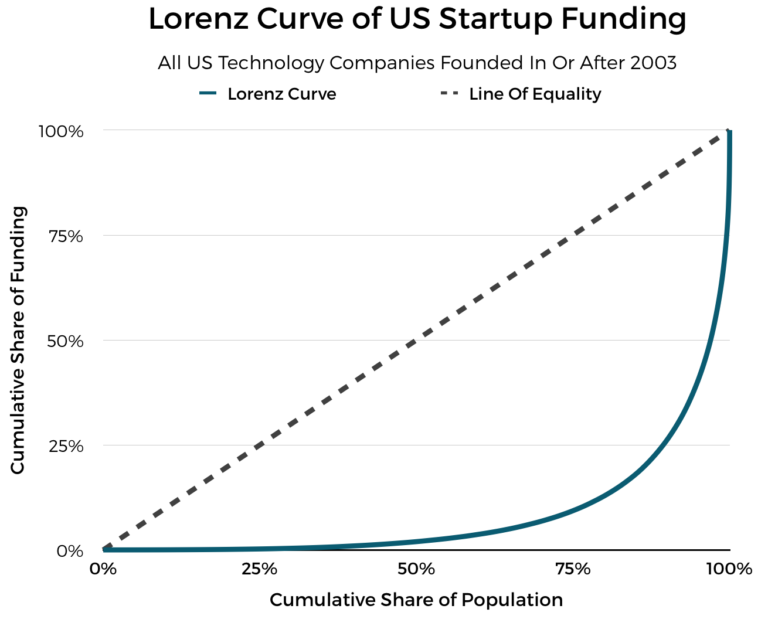 Lorenz Curve of US Startup Funding
All US Technology Companies Founded In Or After 2003
Lorenz Curve
Line Of Equality
Cumulative Share of Funding
100%
75%
50%
25%
0%
0%
25%
50%
75%
100%
Cumulative Share of Population